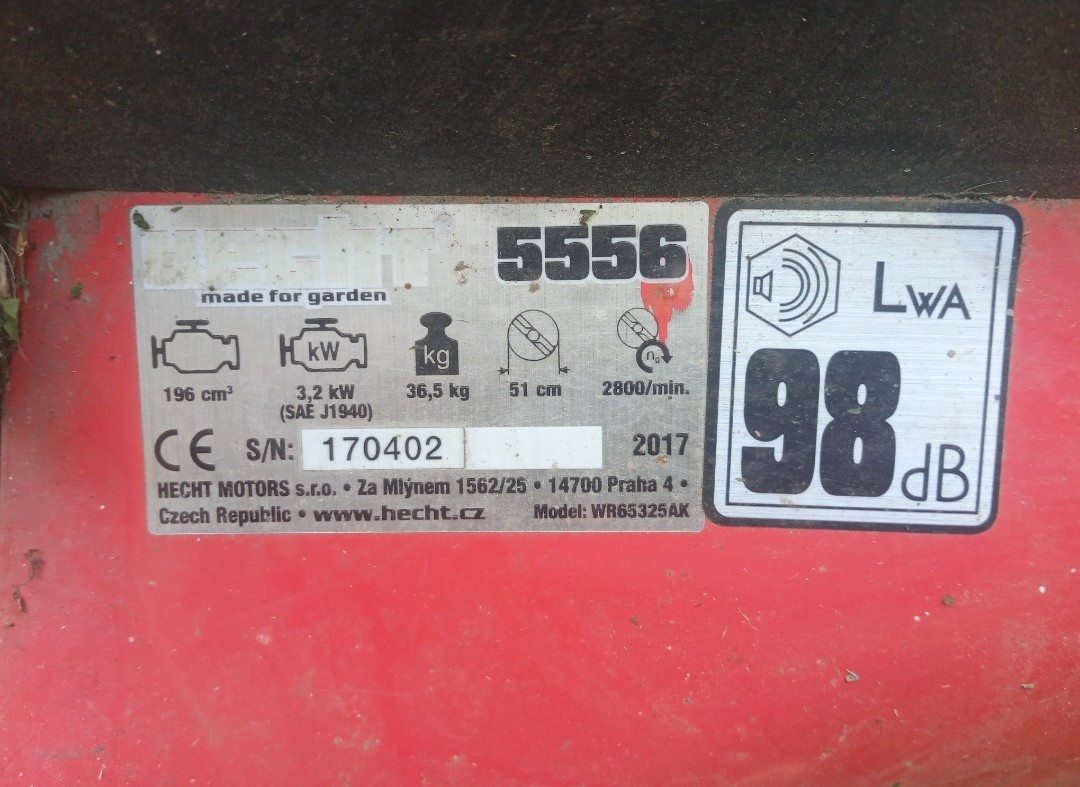 hecht 5556
made for garden
kW kg n₀
196 cm³ 3,2 kW 36,5 kg 51 cm 2800/min.
(SAE J1940)
CE S/N: 170402 2017
HECHT MOTORS s.r.o. • Za Mlýnem 1562/25 • 14700 Praha 4 •
Czech Republic • www.hecht.cz Model: WR65325AK
LWA
98
dB